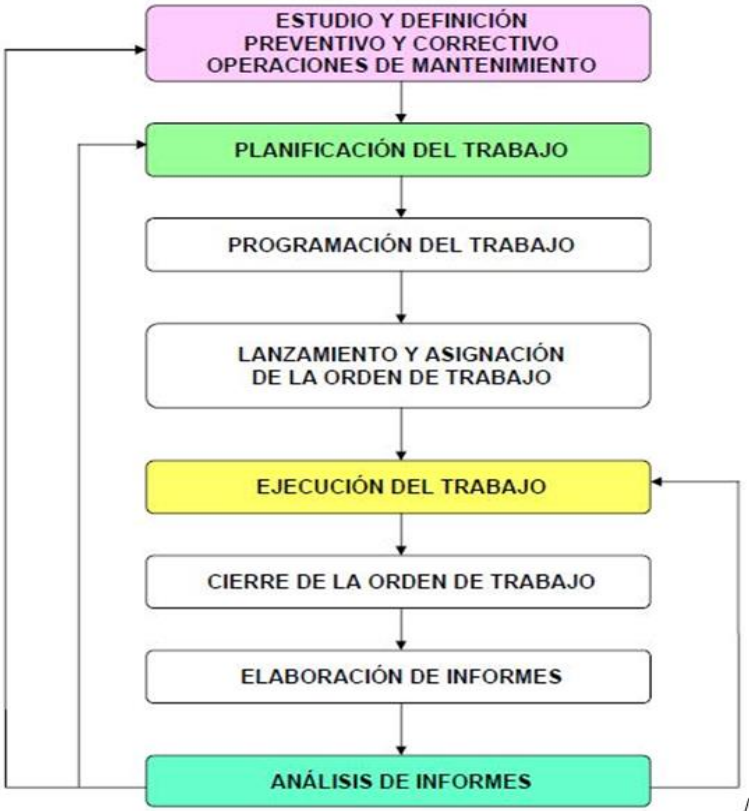 ESTUDIO Y DEFINICIÓN
PREVENTIVO Y CORRECTIVO
OPERACIONES DE MANTENIMIENTO
PLANIFICACIÓN DEL TRABAJO
PROGRAMACIÓN DEL TRABAJO
LANZAMIENTO Y ASIGNACIÓN
DE LA ORDEN DE TRABAJO
EJECUCIÓN DEL TRABAJO
CIERRE DE LA ORDEN DE TRABAJO
ELABORACIÓN DE INFORMES
ANÁLISIS DE INFORMES